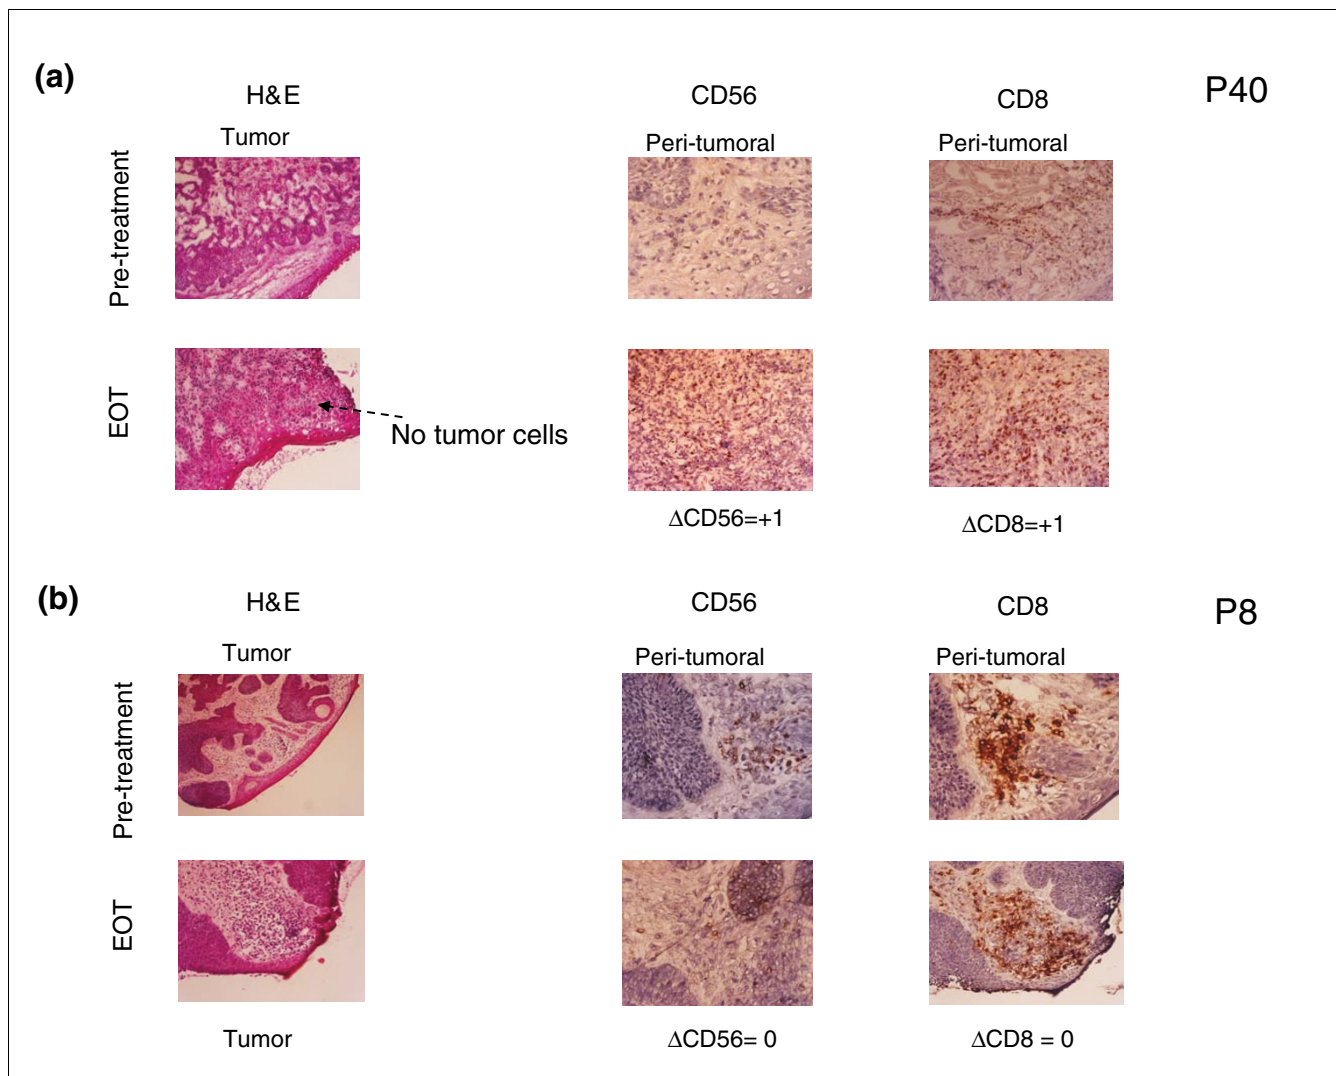 (a)
H&E
CD56
CD8
P40
Tumor
Peri-tumoral
Peri-tumoral
Pre-treatment
EOT
No tumor cells
ΔCD56=+1
ΔCD8=+1
(b)
H&E
CD56
CD8
P8
Tumor
Peri-tumoral
Peri-tumoral
Pre-treatment
EOT
Tumor
ΔCD56= 0
ΔCD8 = 0